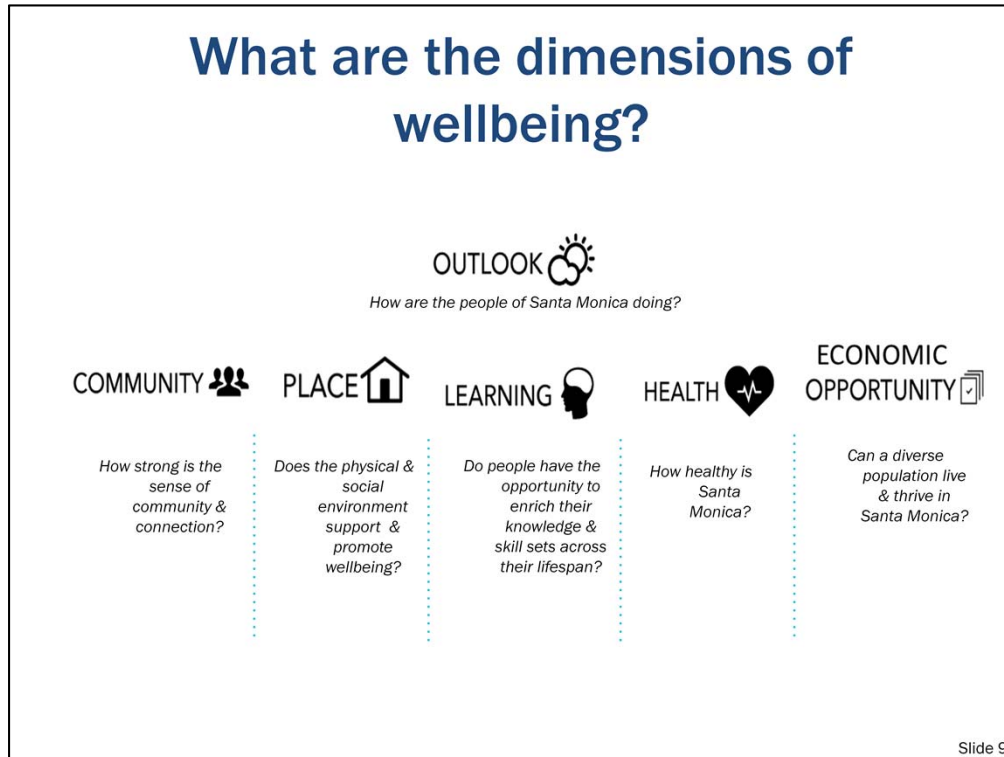 What are the dimensions of
wellbeing?
OUTLOOK
How are the people of Santa Monica doing?
COMMUNITY
How strong is the
sense of
community &
connection?
PLACE
Does the physical &
social
environment
support & 
promote
wellbeing?
LEARNING
Do people have the
opportunity to
enrich their
knowledge &
skill sets across
their lifespan?
HEALTH
How healthy is
Santa
Monica?
ECONOMIC
OPPORTUNITY
Can a diverse
population live
& thrive in
Santa Monica?
Slide 9